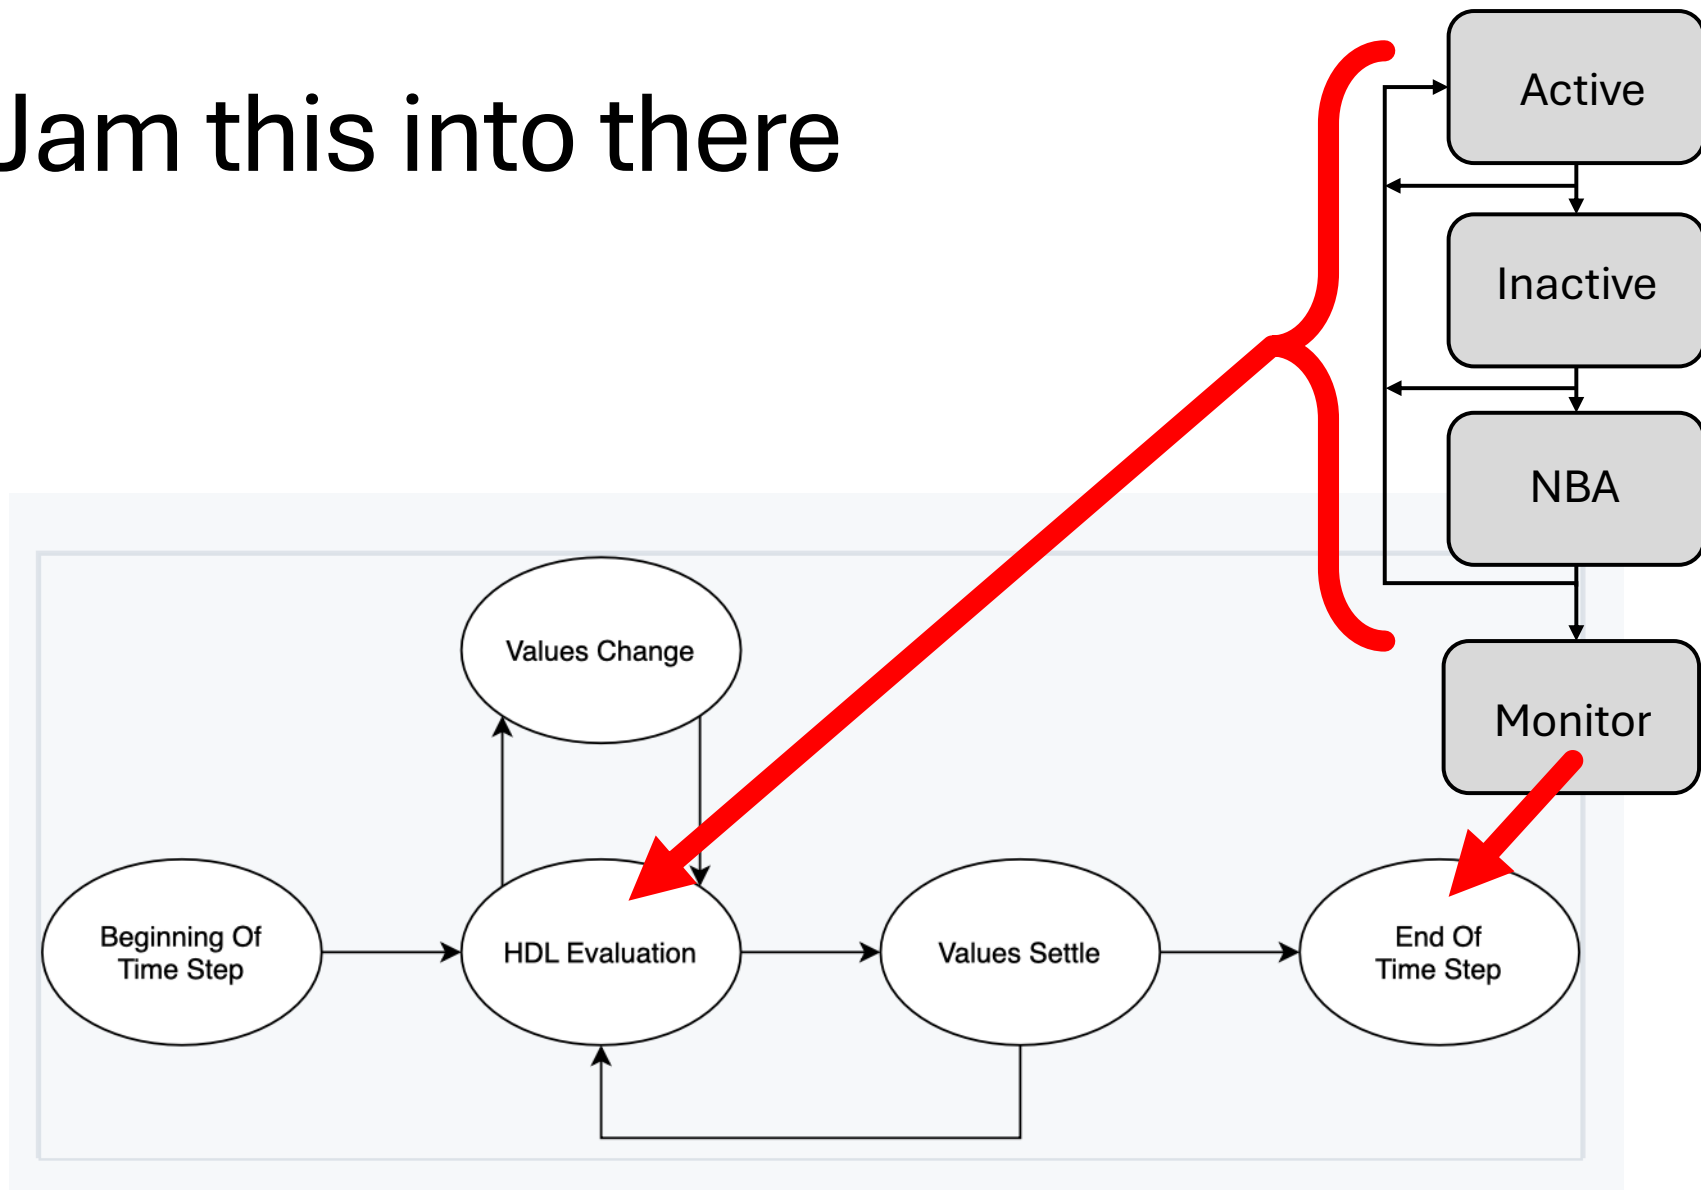 Jam this into there
Active
Inactive
NBA
Monitor
Values Change
Beginning Of
Time Step
HDL Evaluation
Values Settle
End Of
Time Step